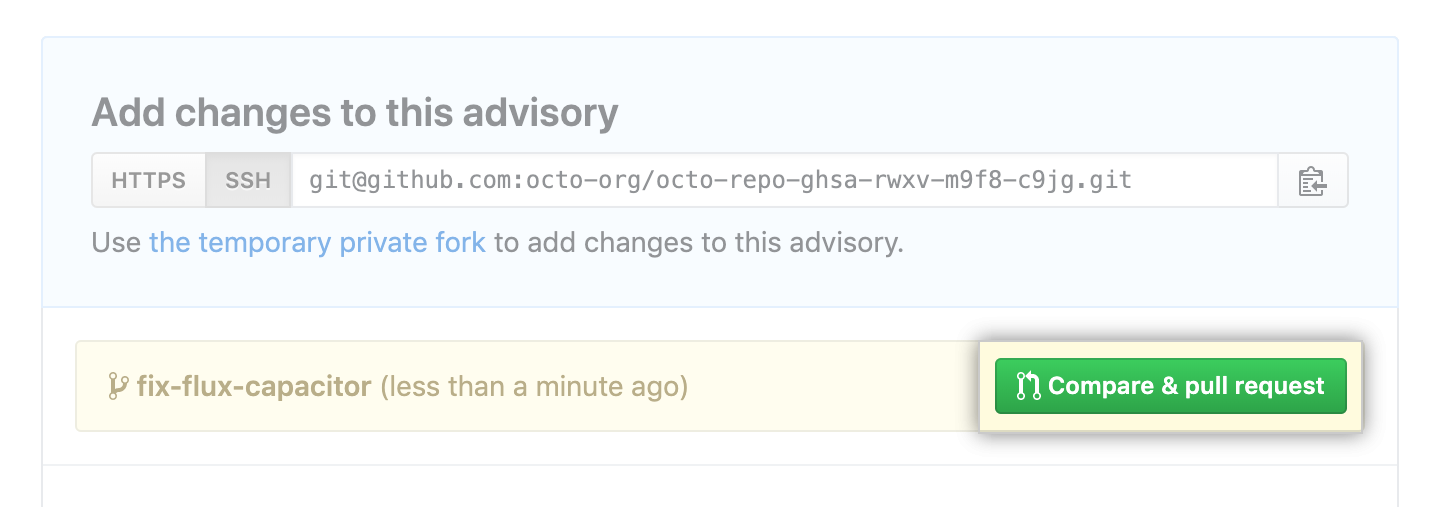 Add changes to this advisory
HTTPS SSH git@github.com:octo-org/octo-repo-ghsa-rwxv-m9f8-c9jg.git
Use the temporary private fork to add changes to this advisory.
fix-flux-capacitor (less than a minute ago) Compare & pull request